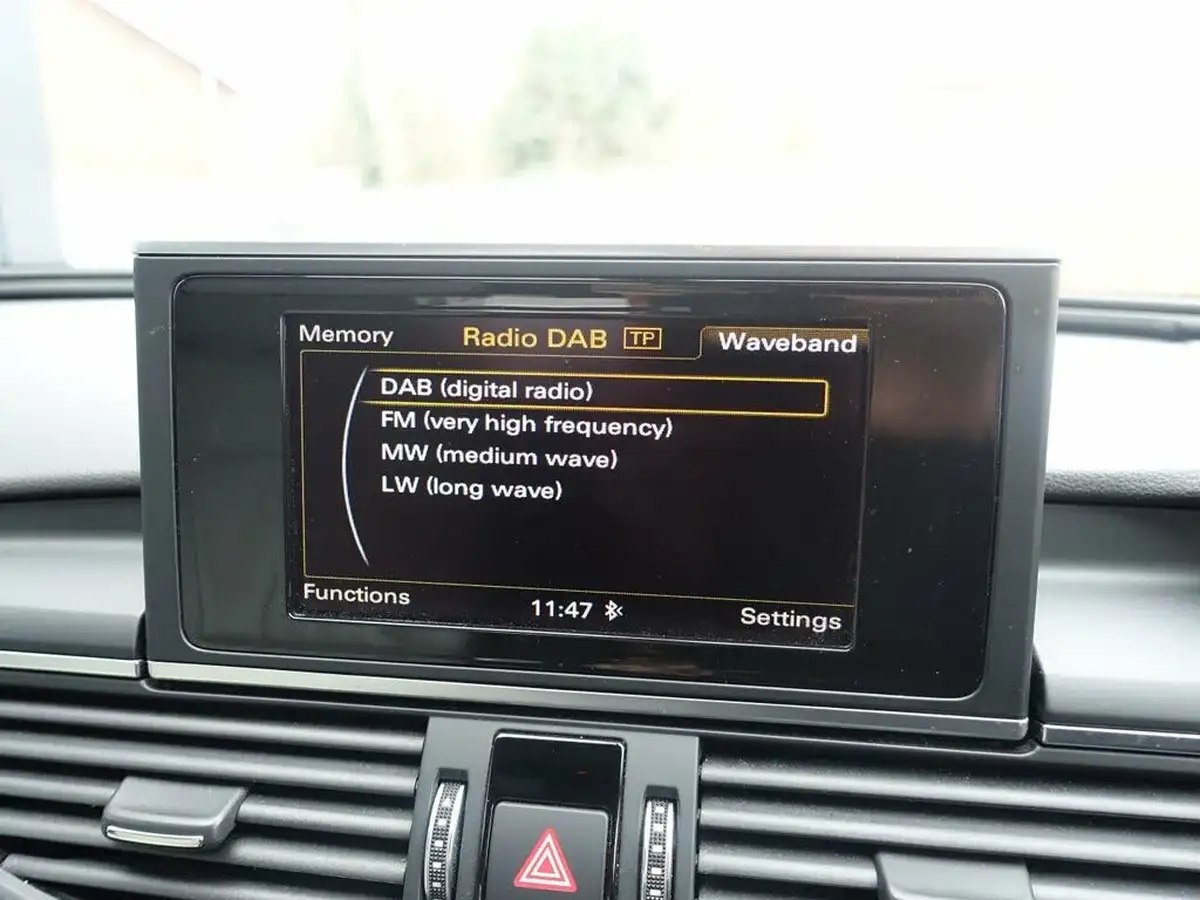 Memory
Radio DAB TP
Waveband
DAB (digital radio)
FM (very high frequency)
MW (medium wave)
LW (long wave)
Functions
11:47
Settings